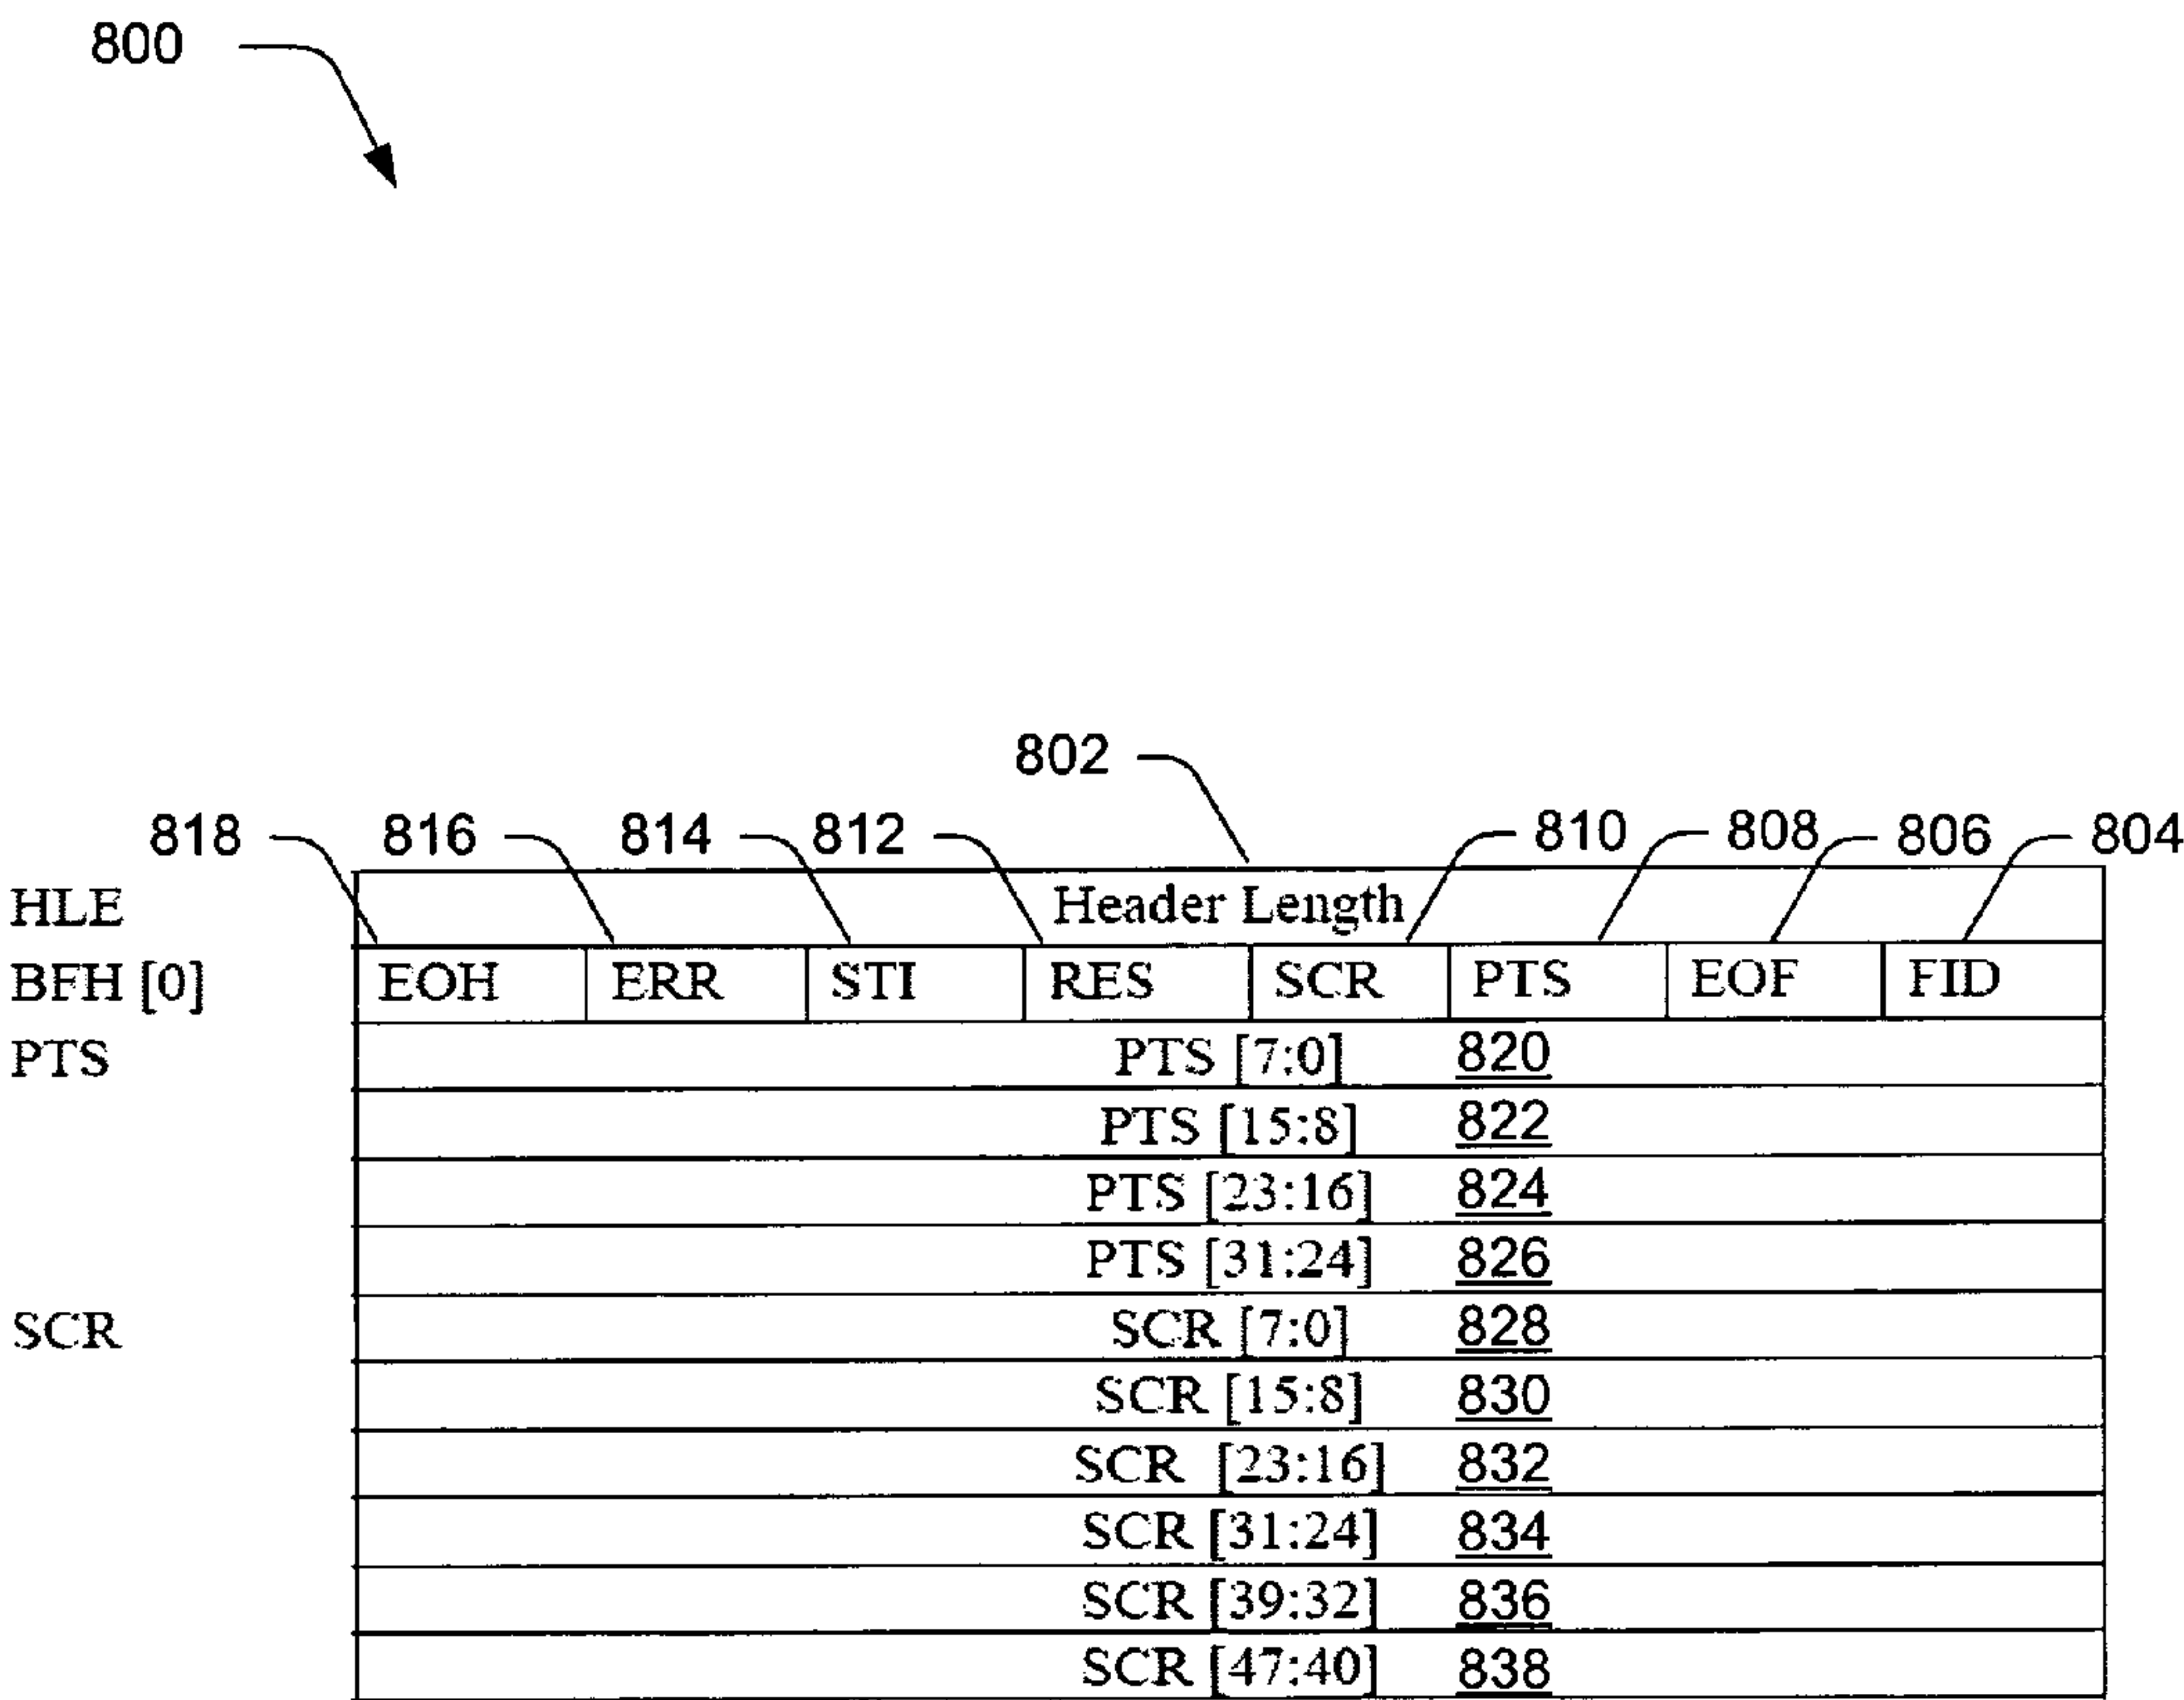 800
802
818 816 814 812 810 808 806 804
HLE Header Length
BFH [0] EOH ERR STI RES SCR PTS EOF FID
PTS PTS [7:0] 820
PTS [15:8] 822
PTS [23:16] 824
PTS [31:24] 826
SCR SCR [7:0] 828
SCR [15:8] 830
SCR [23:16] 832
SCR [31:24] 834
SCR [39:32] 836
SCR [47:40] 838